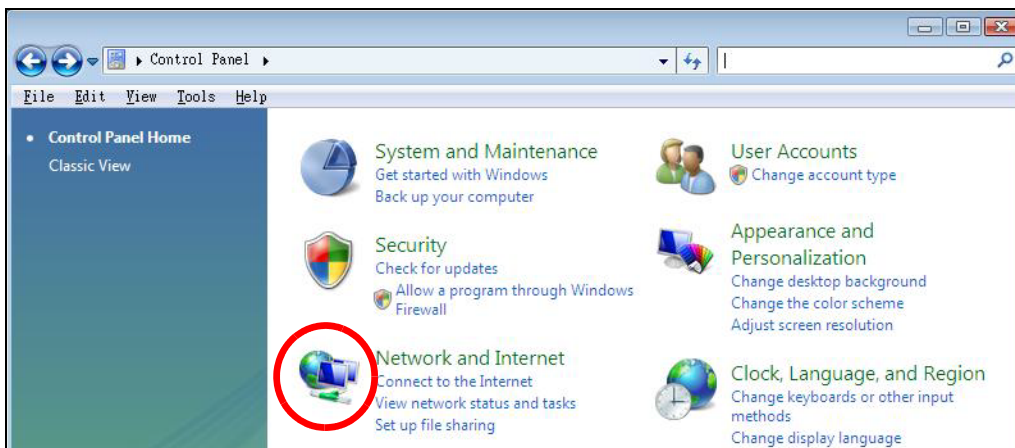 Control Panel
File Edit View Tools Help
Control Panel Home
Classic View
System and Maintenance
Get started with Windows
Back up your computer
Security
Check for updates
Allow a program through Windows
Firewall
Network and Internet
Connect to the Internet
View network status and tasks
Set up file sharing
User Accounts
Change account type
Appearance and
Personalization
Change desktop background
Change the color scheme
Adjust screen resolution
Clock, Language, and Region
Change keyboards or other input
methods
Change display language